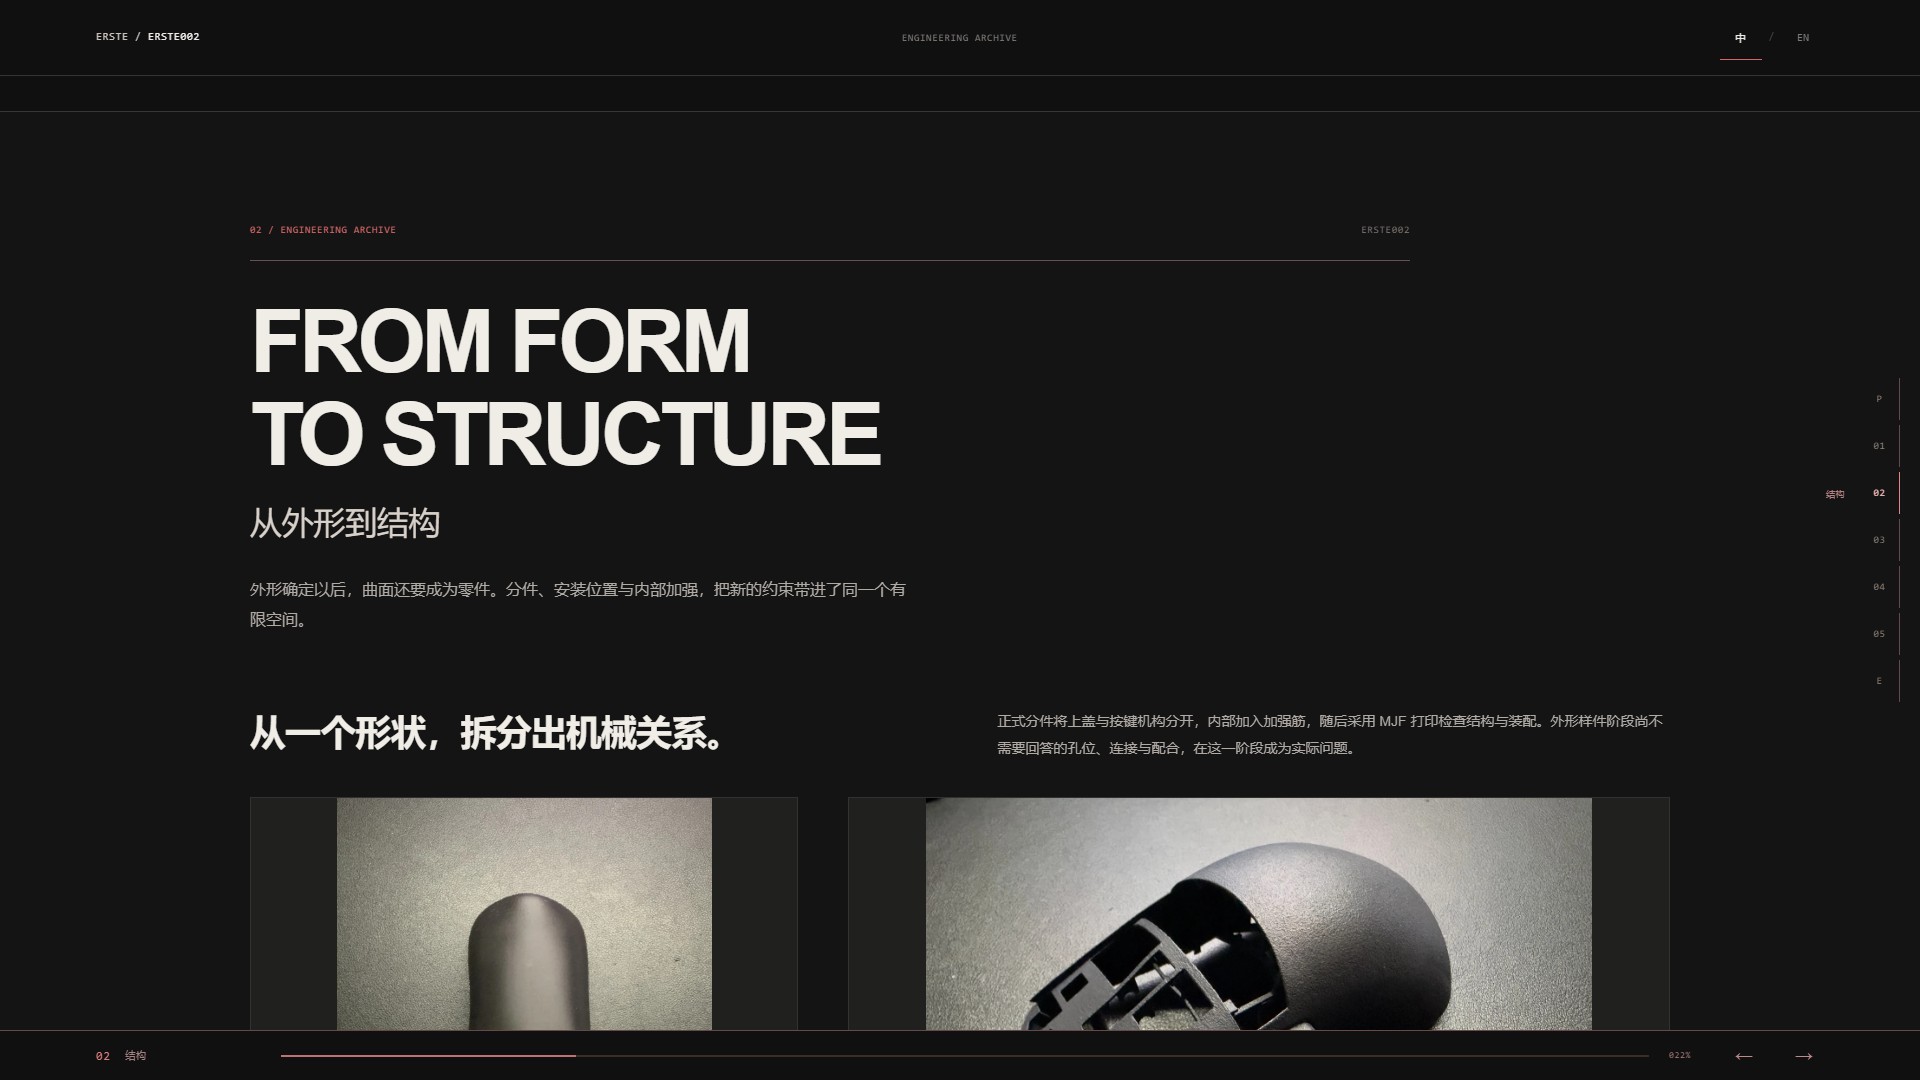 ERSTE / ERSTE002
ENGINEERING ARCHIVE
中 / EN
02 / ENGINEERING ARCHIVE
ERSTE002
FROM FORM
TO STRUCTURE
从外形到结构
外形确定以后，曲面还要成为零件。分件、安装位置与内部加强，把新的约束带进了同一个有
限空间。
从一个形状，拆分出机械关系。
正式分件将上盖与按键机构分开，内部加入加强筋，随后采用 MJF 打印检查结构与装配。外形样件阶段尚不
需要回答的孔位、连接与配合，在这一阶段成为实际问题。
P
01
结构 02
03
04
05
E
02 结构
022%
← →